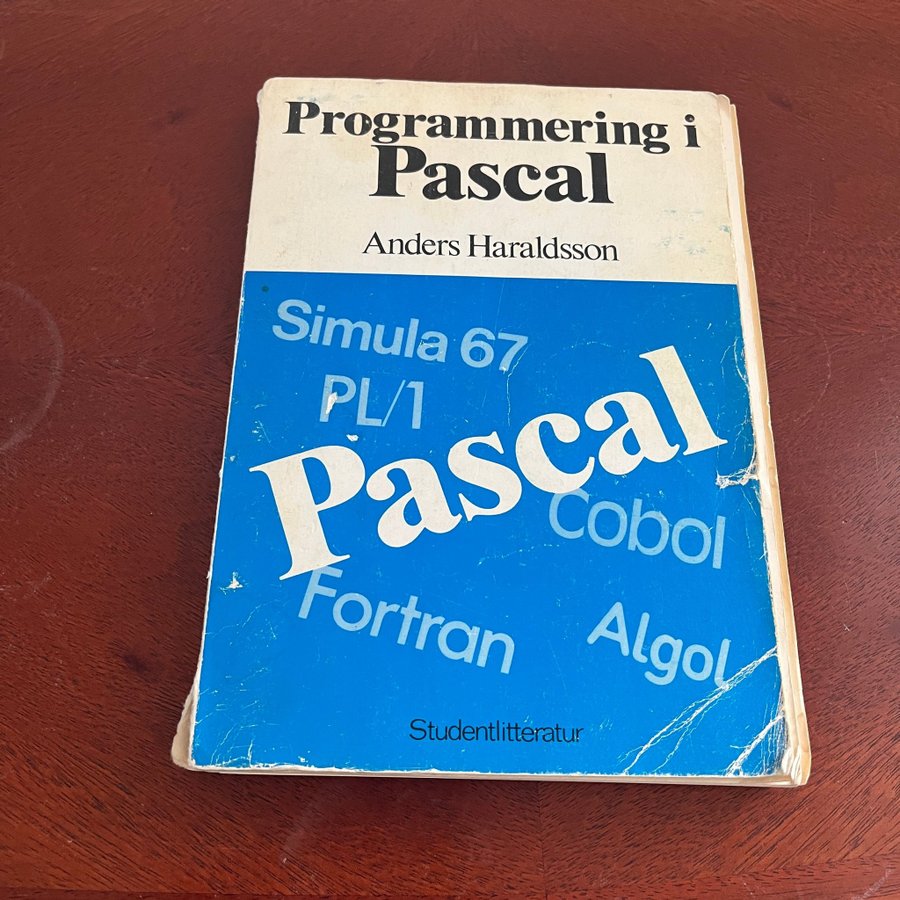 Programmering i
Pascal
Anders Haraldsson
Simula 67
PL/1
Pascal
Cobol
Fortran
Algol
Studentlitteratur